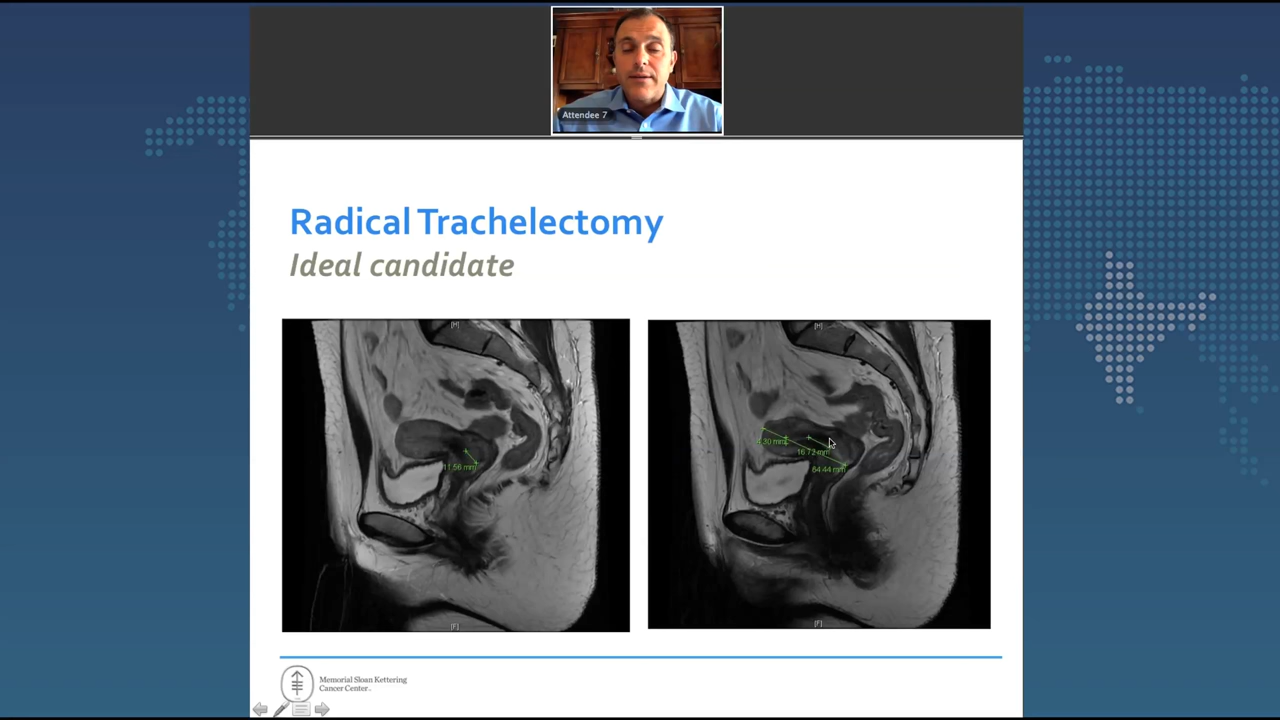 Attendee 7
Radical Trachelectomy
Ideal candidate
[H]
[H]
11.56 mm
16.72 mm
64.44 mm
[F]
[F]
Memorial Sloan Kettering
Cancer Center